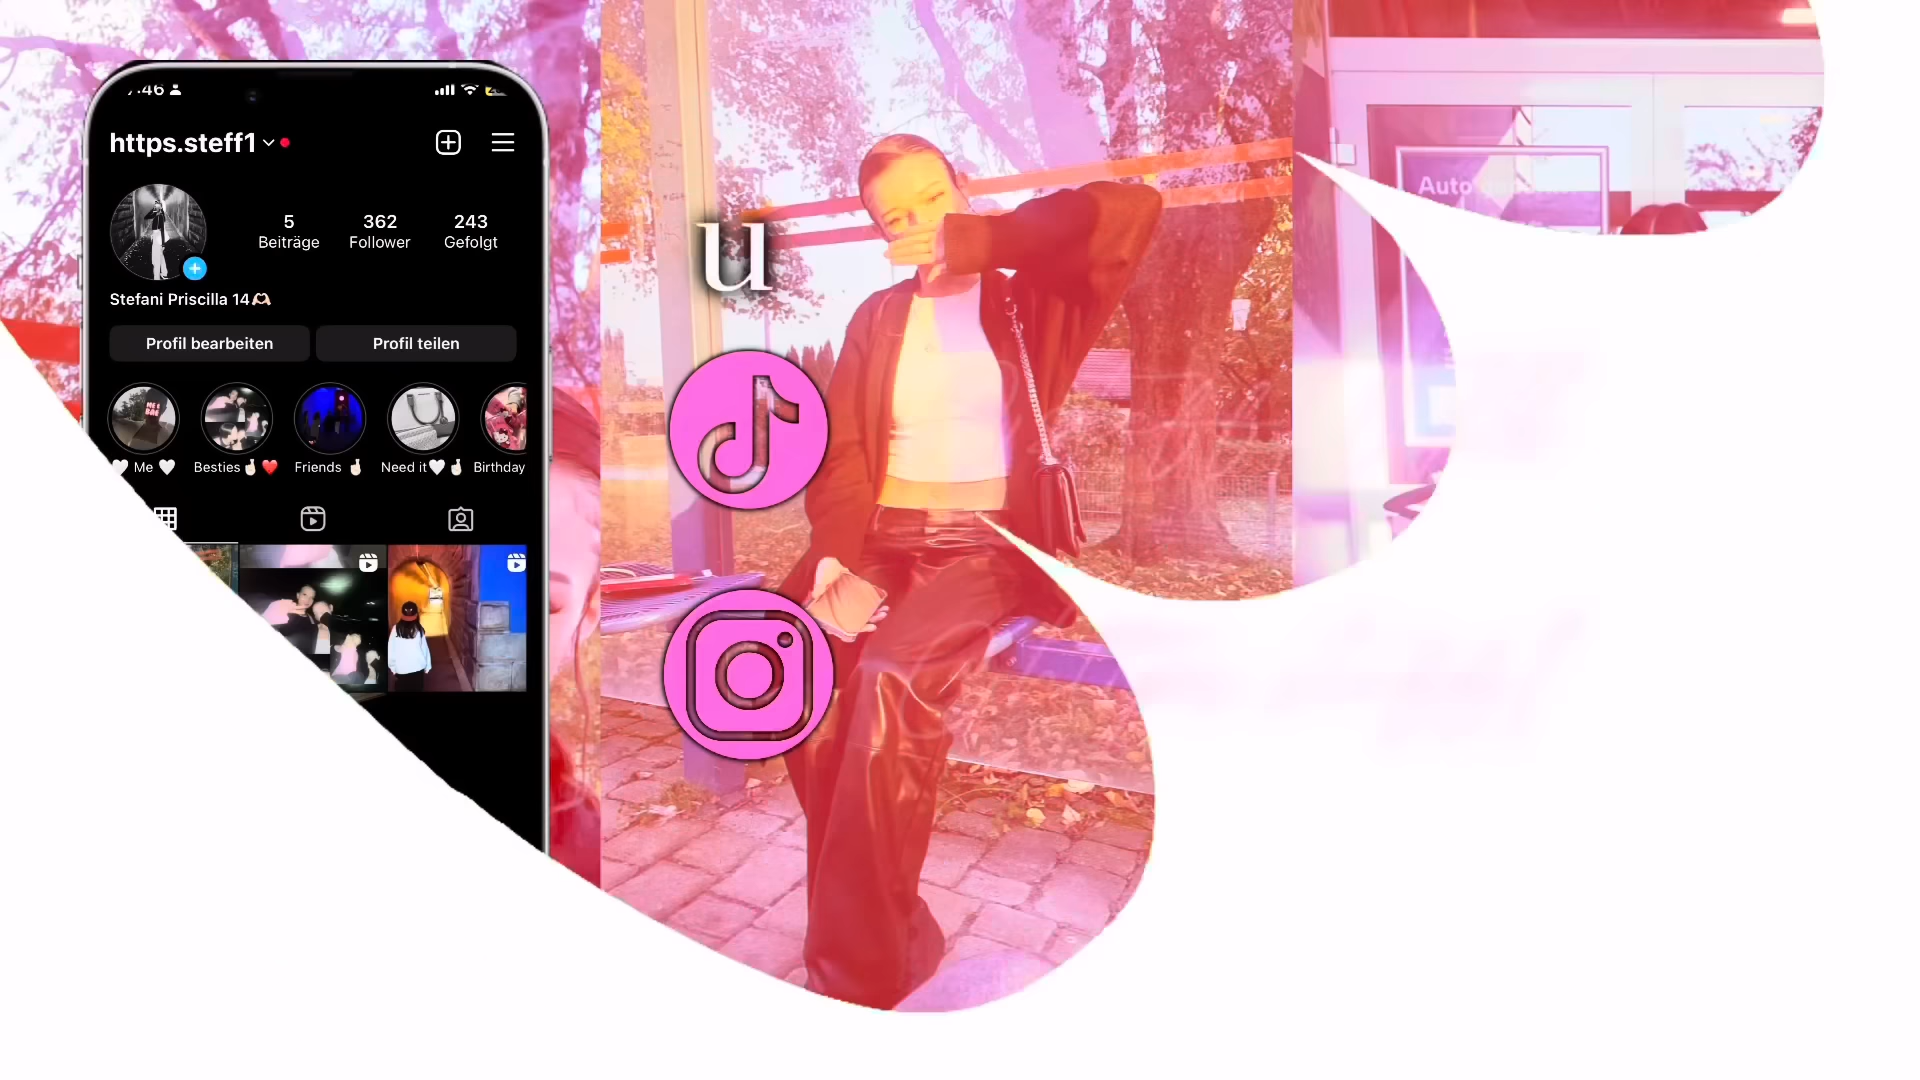 https.steff1
5 362 243
Beiträge Follower Gefolgt
Stefani Priscilla 14
Profil bearbeiten Profil teilen
Me Besties Friends Need it Birthday
u
Auto